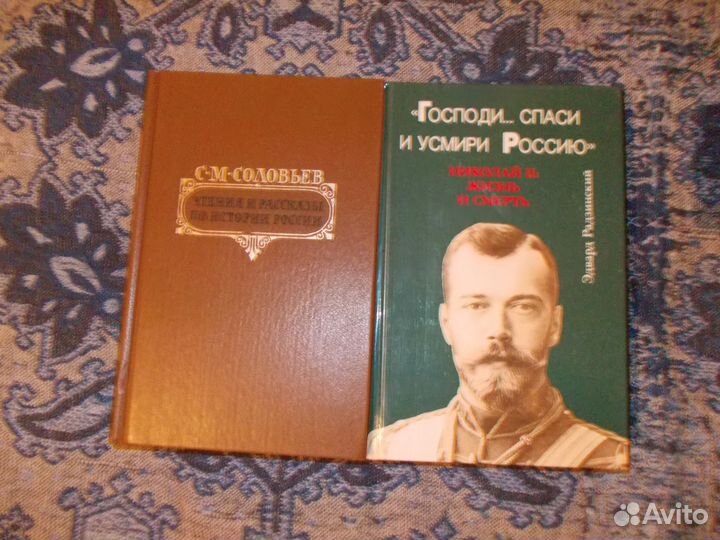 С·М·СОЛОВЬЕВ
ЧТЕНИЯ И РАССКАЗЫ
ПО ИСТОРИИ РОССИИ
«ГОСПОДИ... СПАСИ
И УСМИРИ РОССИЮ»
НИКОЛАЙ II:
ЖИЗНЬ
И СМЕРТЬ
Эдвард Радзинский
Avito